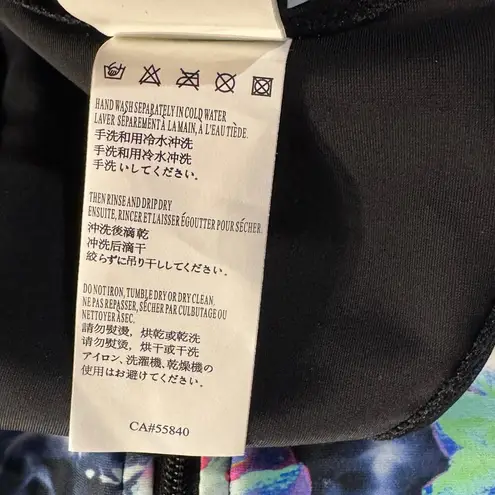 HAND WASH SEPARATELY IN COLD WATER
LAVER SÉPARÉMENT À LA MAIN, À L'EAU TIÈDE.
手洗和用冷水冲洗
手洗和用冷水冲洗
手洗いしてください。
THEN RINSE AND DRIP DRY
ENSUITE, RINCER ET LAISSER ÉGOUTTER POUR SÉCHER.
沖洗後滴乾
冲洗后滴干
絞らずに吊り干ししてください。
DO NOT IRON, TUMBLE DRY OR DRY CLEAN.
NE PAS REPASSER, SÉCHER PAR CULBUTAGE OU
NETTOYER À SEC.
請勿熨燙，烘乾或乾洗
请勿熨烫，烘干或干洗
アイロン、洗濯機、乾燥機の
使用はお避けてください。
CA#55840